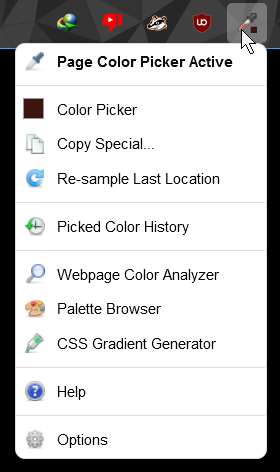 Page Color Picker Active
Color Picker
Copy Special...
Re-sample Last Location
Picked Color History
Webpage Color Analyzer
Palette Browser
CSS Gradient Generator
Help
Options